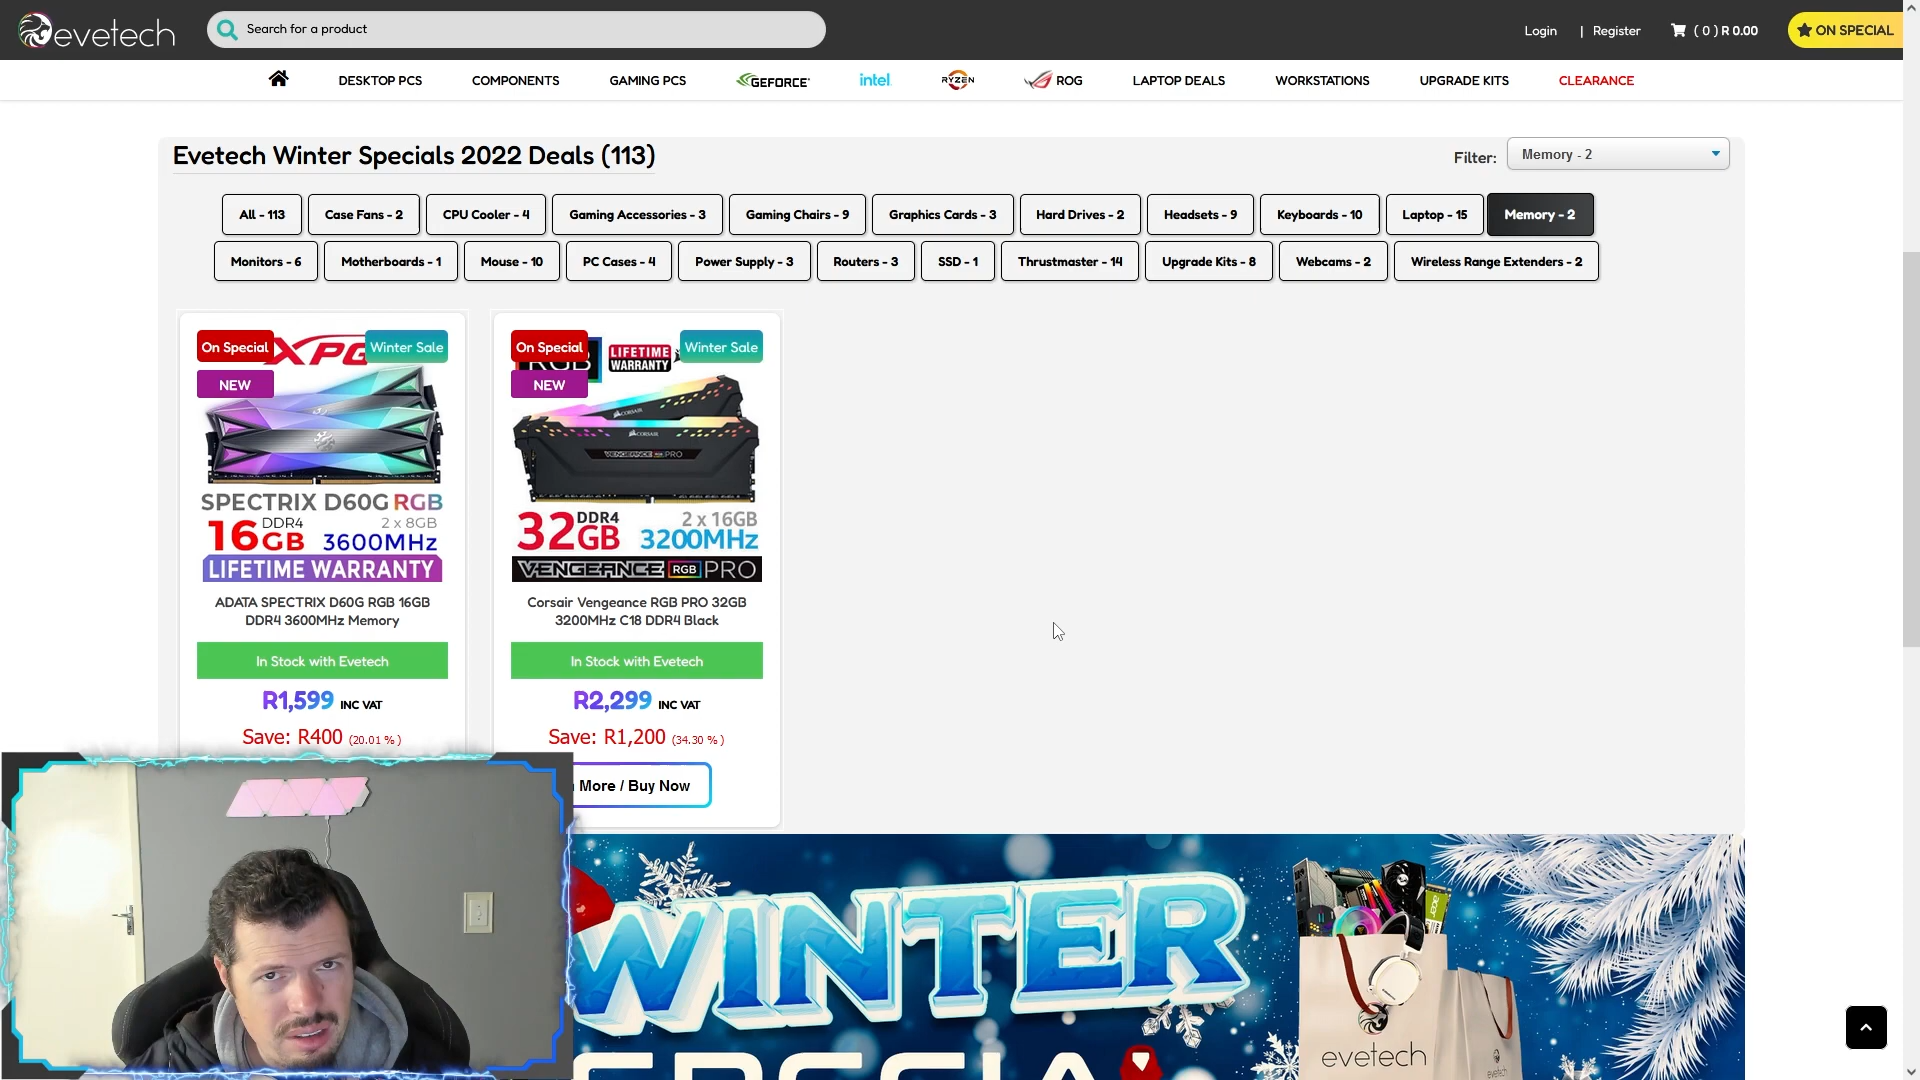 evetech
Search for a product
Login | Register ( 0 ) R 0.00
ON SPECIAL
DESKTOP PCS COMPONENTS GAMING PCS GEFORCE intel RYZEN ROG LAPTOP DEALS WORKSTATIONS UPGRADE KITS CLEARANCE
Evetech Winter Specials 2022 Deals (113)
Filter: Memory - 2
All - 113 Case Fans - 2 CPU Cooler - 4 Gaming Accessories - 3 Gaming Chairs - 9 Graphics Cards - 3 Hard Drives - 2 Headsets - 9 Keyboards - 10 Laptop - 15 Memory - 2
Monitors - 6 Motherboards - 1 Mouse - 10 PC Cases - 4 Power Supply - 3 Routers - 3 SSD - 1 Thrustmaster - 14 Upgrade Kits - 8 Webcams - 2 Wireless Range Extenders - 2
On Special
XPG
Winter Sale
NEW
SPECTRIX D60G RGB
16GB DDR4 2 x 8GB
3600MHz
LIFETIME WARRANTY
ADATA SPECTRIX D60G RGB 16GB
DDR4 3600MHz Memory
In Stock with Evetech
R1,599 INC VAT
Save: R400 (20.01 %)
On Special
RGB
LIFETIME
WARRANTY
Winter Sale
NEW
CORSAIR
CORSAIR
VENGEANCE RGB PRO
32GB DDR4 2 x 16GB
3200MHz
VENGEANCE RGB PRO
Corsair Vengeance RGB PRO 32GB
3200MHz C18 DDR4 Black
In Stock with Evetech
R2,299 INC VAT
Save: R1,200 (34.30 %)
More / Buy Now
WINTER
SPECIA
evetech